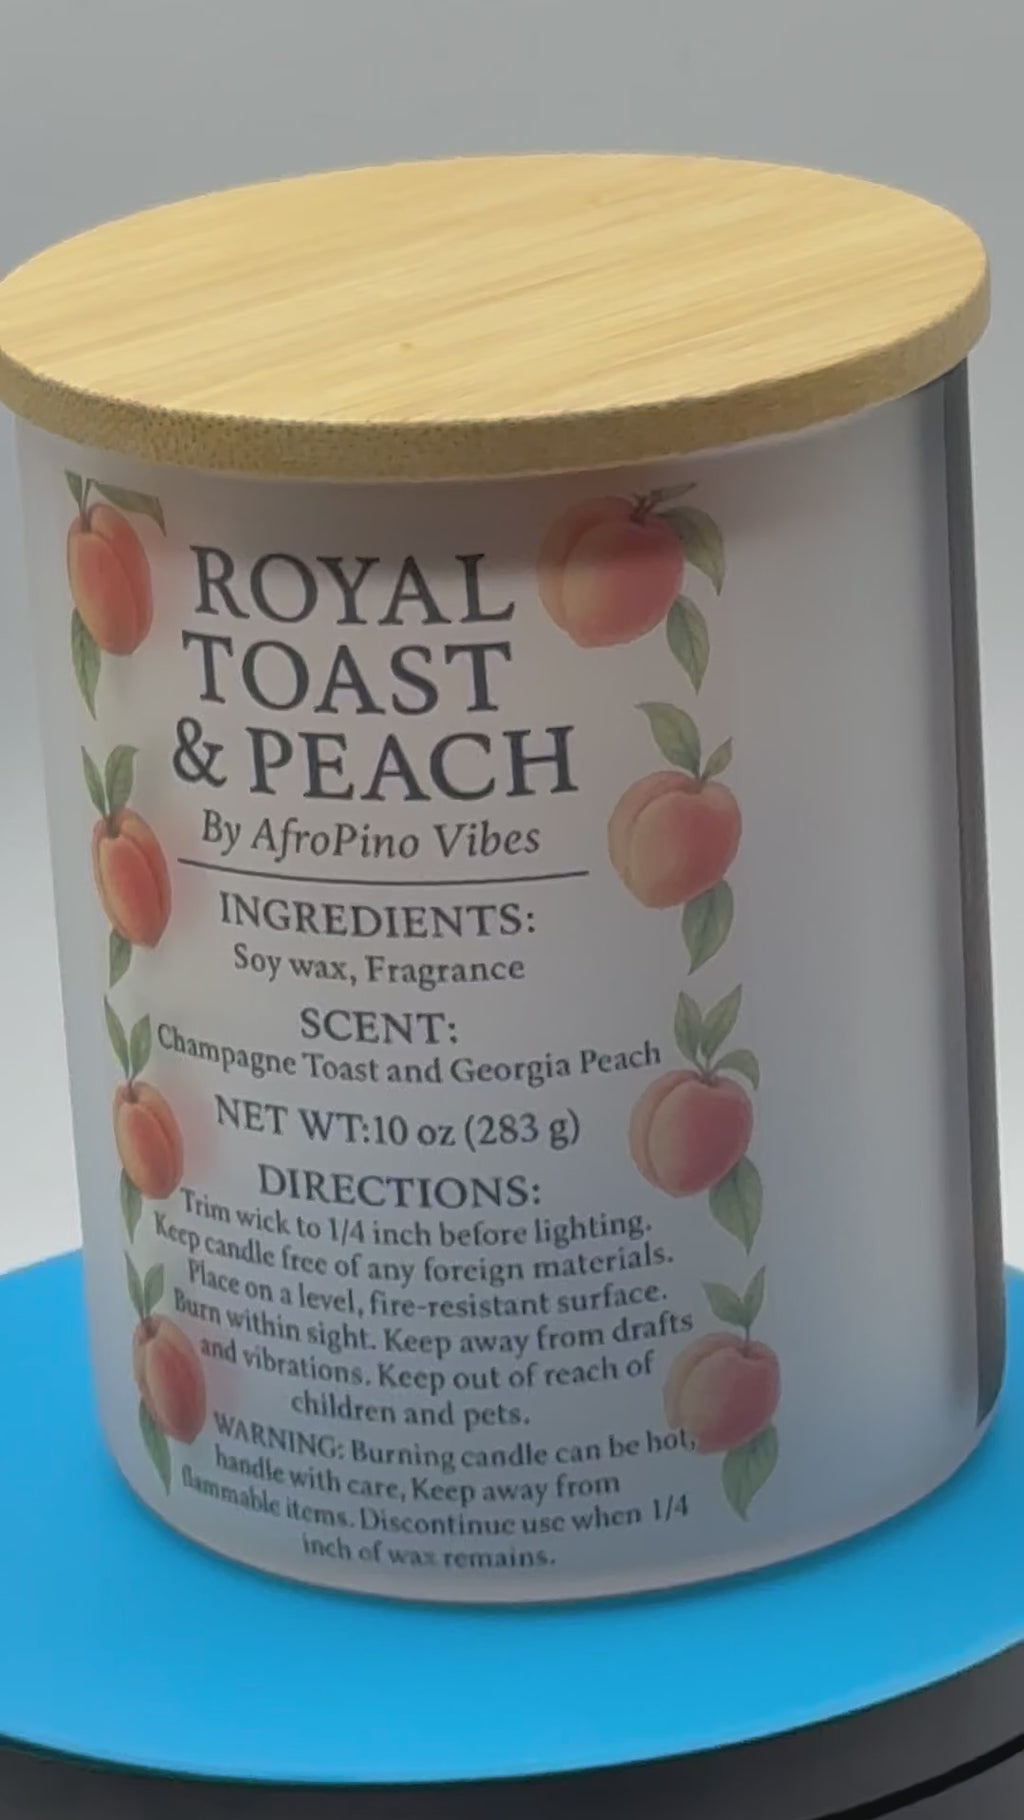 ROYAL
TOAST
& PEACH
By AfroPino Vibes
INGREDIENTS:
Soy wax, Fragrance
SCENT:
Champagne Toast and Georgia Peach
NET WT:10 oz (283 g)
DIRECTIONS:
Trim wick to 1/4 inch before lighting.
Keep candle free of any foreign materials.
Place on a level, fire-resistant surface.
Burn within sight. Keep away from drafts
and vibrations. Keep out of reach of
children and pets.
WARNING: Burning candle can be hot,
handle with care, Keep away from
flammable items. Discontinue use when 1/4
inch of wax remains.